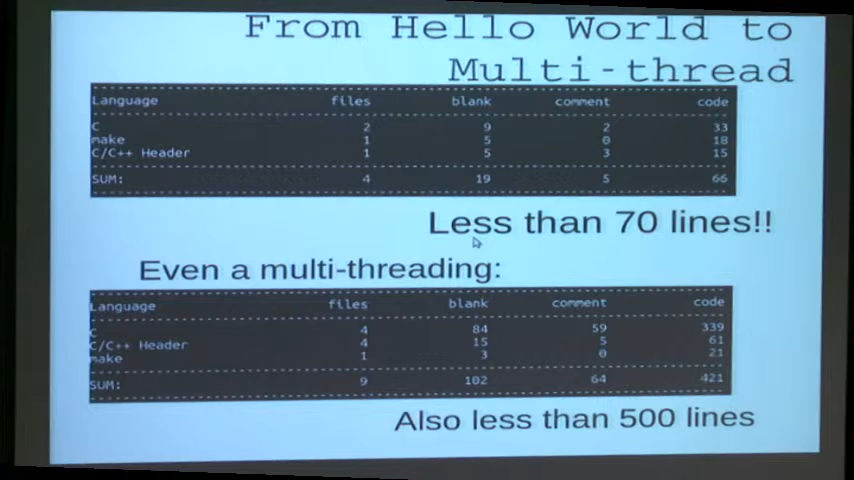 From Hello World to
Multi-thread
Language files blank comment code
C 2 9 2 33
make 1 5 0 18
C/C++ Header 1 5 3 15
SUM: 4 19 5 66
Less than 70 lines!!
Even a multi-threading:
Language files blank comment code
C 4 84 59 339
C/C++ Header 4 15 5 61
make 1 3 0 21
SUM: 9 102 64 421
Also less than 500 lines